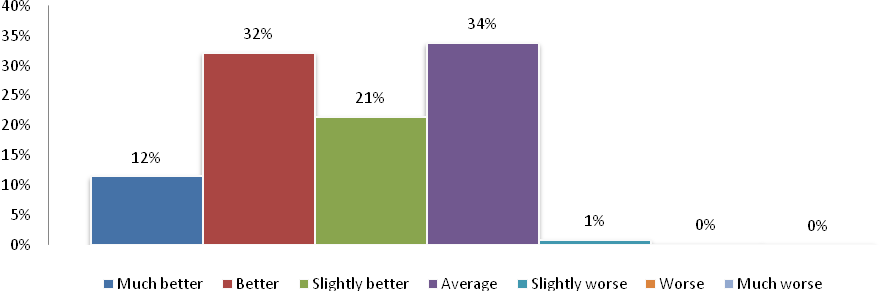 40%
35%
30%
25%
20%
15%
10%
5%
0%
12%
32%
21%
34%
1%
0%
0%
Much better
Better
Slightly better
Average
Slightly worse
Worse
Much worse